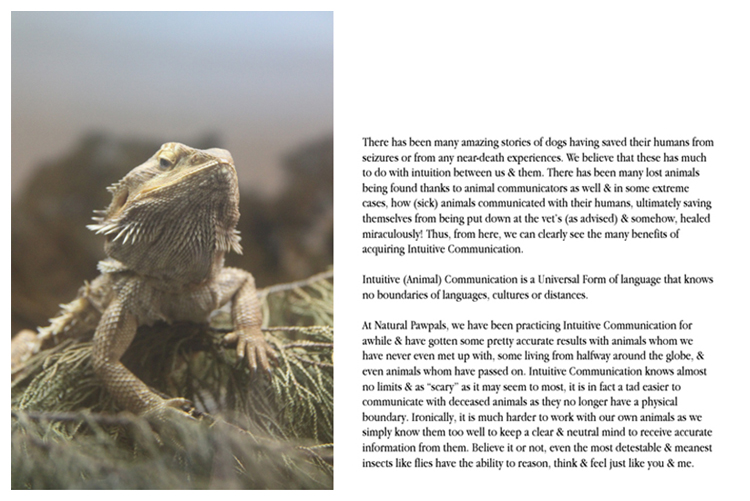 There has been many amazing stories of dogs having saved their humans from
seizures or from any near-death experiences. We believe that these has much
to do with intuition between us & them. There has been many lost animals
being found thanks to animal communicators as well & in some extreme
cases, how (sick) animals communicated with their humans, ultimately saving
themselves from being put down at the vet's (as advised) & somehow, healed
miraculously! Thus, from here, we can clearly see the many benefits of
acquiring Intuitive Communication.
Intuitive (Animal) Communication is a Universal Form of language that knows
no boundaries of languages, cultures or distances.
At Natural Pawpals, we have been practicing Intuitive Communication for
awhile & have gotten some pretty accurate results with animals whom we
have never even met up with, some living from halfway around the globe, &
even animals whom have passed on. Intuitive Communication knows almost
no limits & as “scary” as it may seem to most, it is in fact a tad easier to
communicate with deceased animals as they no longer have a physical
boundary. Ironically, it is much harder to work with our own animals as we
simply know them too well to keep a clear & neutral mind to receive accurate
information from them. Believe it or not, even the most detestable & meanest
insects like flies have the ability to reason, think & feel just like you & me.